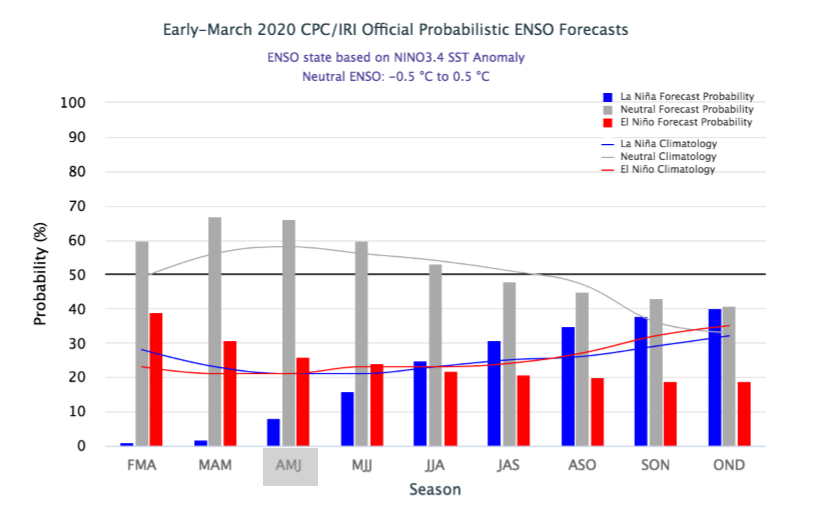 Early-March 2020 CPC/IRI Official Probabilistic ENSO Forecasts
ENSO state based on NINO3.4 SST Anomaly
Neutral ENSO: -0.5 °C to 0.5 °C
La Niña Forecast Probability
Neutral Forecast Probability
El Niño Forecast Probability
La Niña Climatology
Neutral Climatology
El Niño Climatology
Probability (%)
100
90
80
70
60
50
40
30
20
10
0
FMA MAM AMJ MJJ JJA JAS ASO SON OND
Season